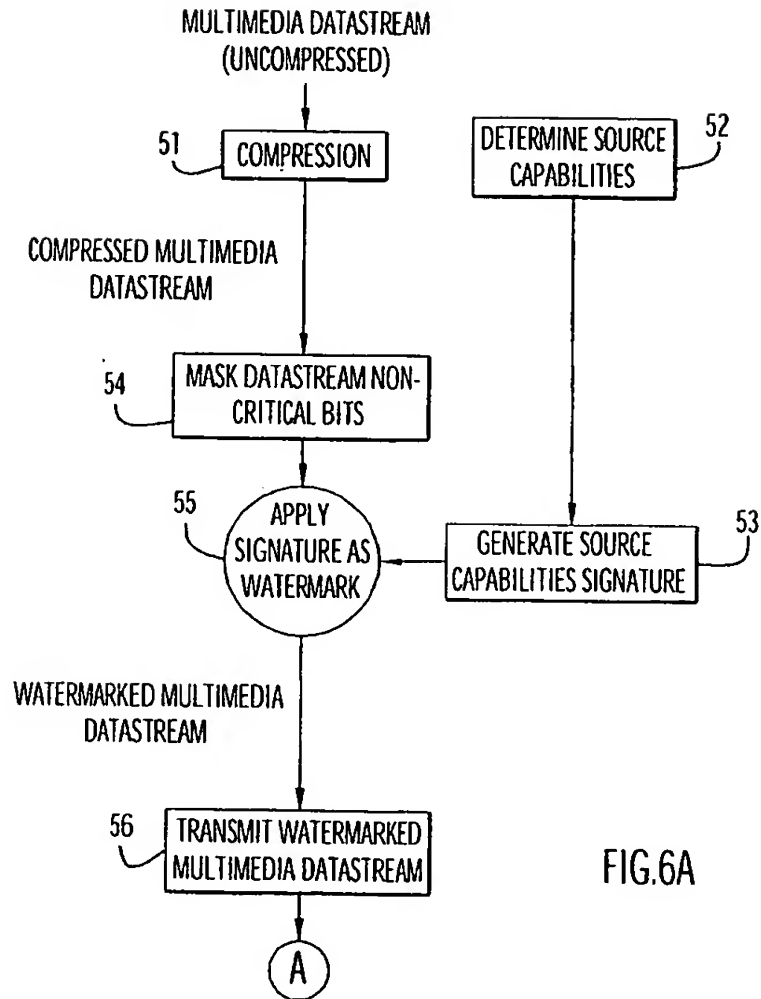 MULTIMEDIA DATASTREAM
(UNCOMPRESSED)
51
COMPRESSION
DETERMINE SOURCE
CAPABILITIES
52
COMPRESSED MULTIMEDIA
DATASTREAM
54
MASK DATASTREAM NON-
CRITICAL BITS
55
APPLY
SIGNATURE AS
WATERMARK
GENERATE SOURCE
CAPABILITIES SIGNATURE
53
WATERMARKED MULTIMEDIA
DATASTREAM
56
TRANSMIT WATERMARKED
MULTIMEDIA DATASTREAM
FIG.6A
A